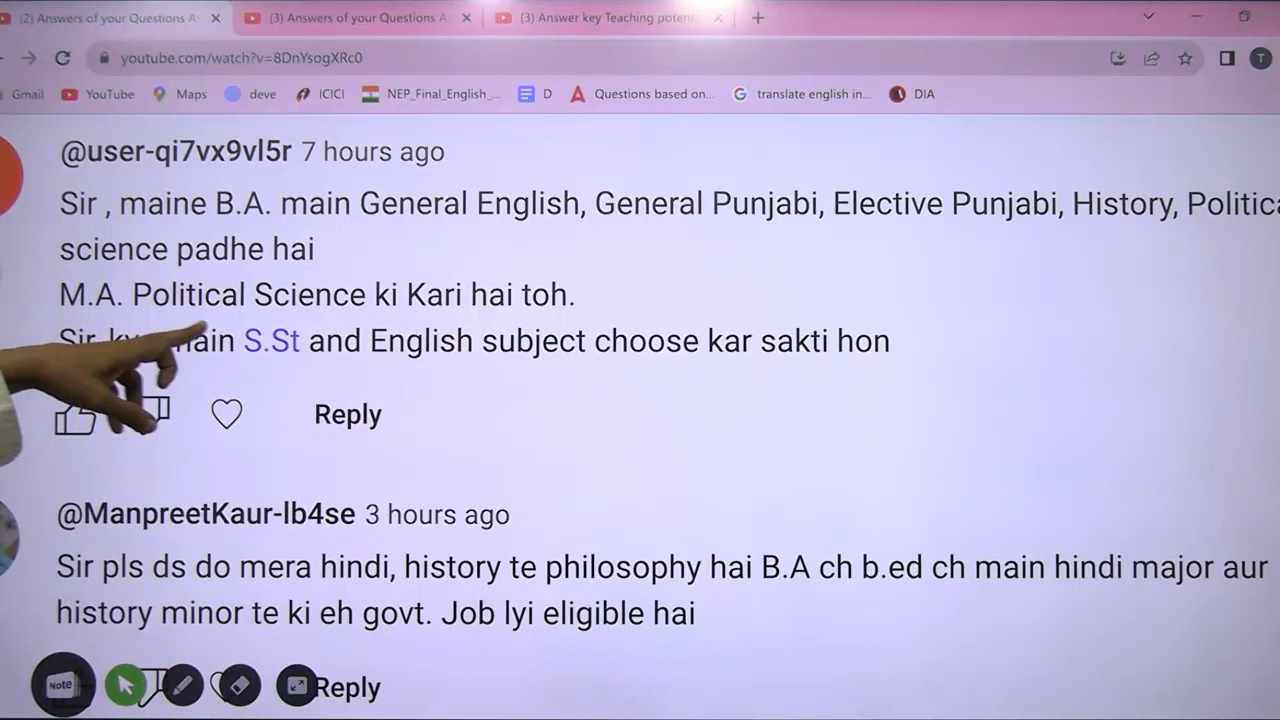 (2) Answers of your Questions A
(3) Answers of your Questions A
(3) Answer key Teaching potent
youtube.com/watch?v=8DnYsogXRc0
T
Gmail
YouTube
Maps
deve
ICICI
NEP_Final_English_...
D
Questions based on...
translate english in...
DIA
@user-qi7vx9vl5r 7 hours ago
Sir , maine B.A. main General English, General Punjabi, Elective Punjabi, History, Politica
science padhe hai
M.A. Political Science ki Kari hai toh.
Sir main S.St and English subject choose kar sakti hon
Reply
@ManpreetKaur-lb4se 3 hours ago
Sir pls ds do mera hindi, history te philosophy hai B.A ch b.ed ch main hindi major aur
history minor te ki eh govt. Job lyi eligible hai
Note
Reply